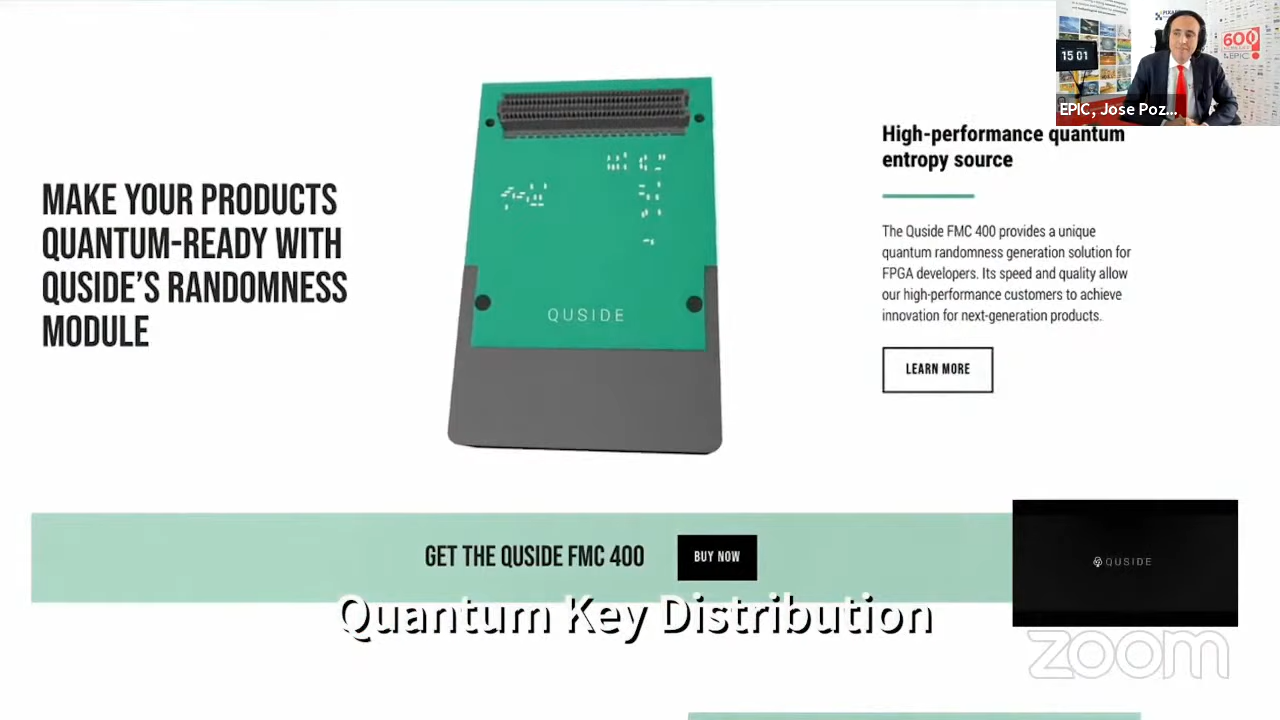 15 01
600
EPIC
EPIC, Jose Poz...
MAKE YOUR PRODUCTS
QUANTUM-READY WITH
QUSIDE'S RANDOMNESS
MODULE
QUSIDE
High-performance quantum
entropy source
The Quside FMC 400 provides a unique
quantum randomness generation solution for
FPGA developers. Its speed and quality allow
our high-performance customers to achieve
innovation for next-generation products.
LEARN MORE
GET THE QUSIDE FMC 400
BUY NOW
QUSIDE
Quantum Key Distribution
zoom